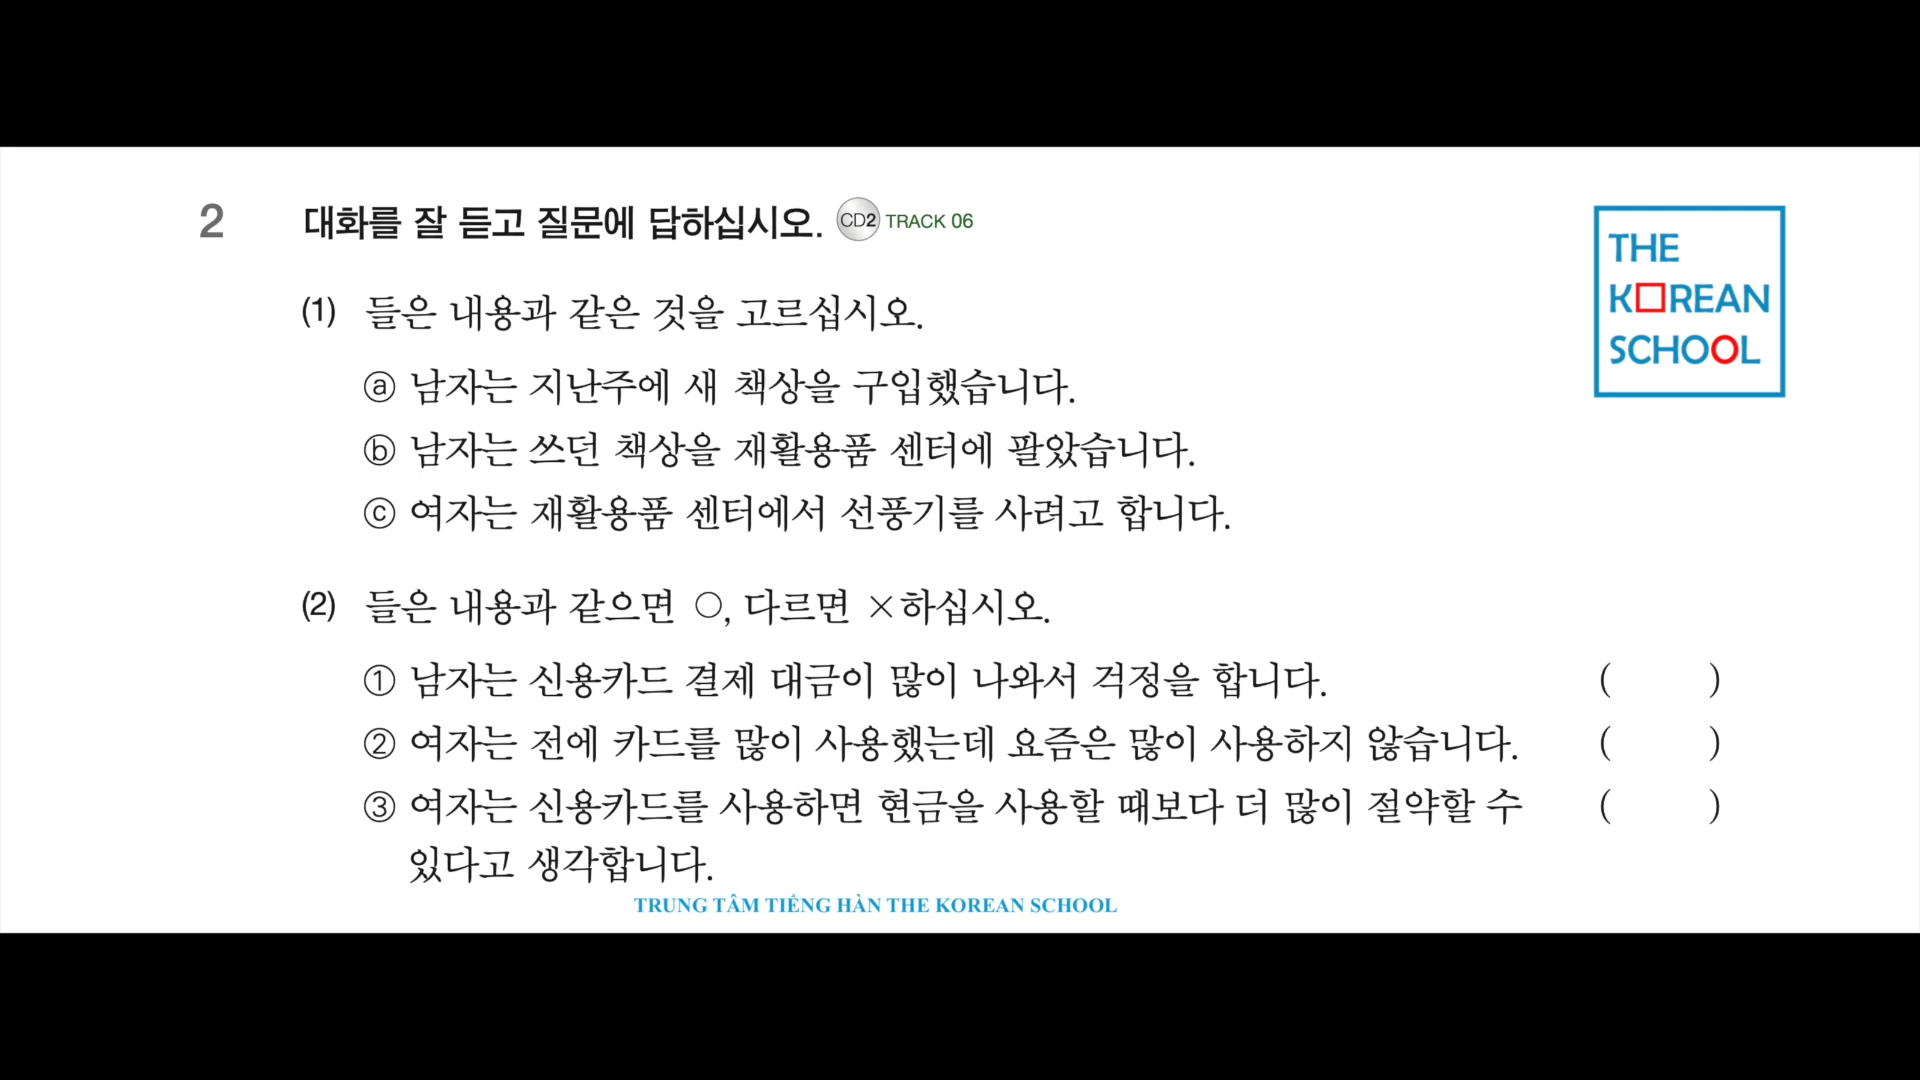 2 대화를 잘 듣고 질문에 답하십시오. CD2 TRACK 06
THE
KOREAN
SCHOOL
(1) 들은 내용과 같은 것을 고르십시오.
ⓐ 남자는 지난주에 새 책상을 구입했습니다.
ⓑ 남자는 쓰던 책상을 재활용품 센터에 팔았습니다.
ⓒ 여자는 재활용품 센터에서 선풍기를 사려고 합니다.
(2) 들은 내용과 같으면 ○, 다르면 ×하십시오.
① 남자는 신용카드 결제 대금이 많이 나와서 걱정을 합니다. ( )
② 여자는 전에 카드를 많이 사용했는데 요즘은 많이 사용하지 않습니다. ( )
③ 여자는 신용카드를 사용하면 현금을 사용할 때보다 더 많이 절약할 수 ( )
있다고 생각합니다.
TRUNG TÂM TIẾNG HÀN THE KOREAN SCHOOL